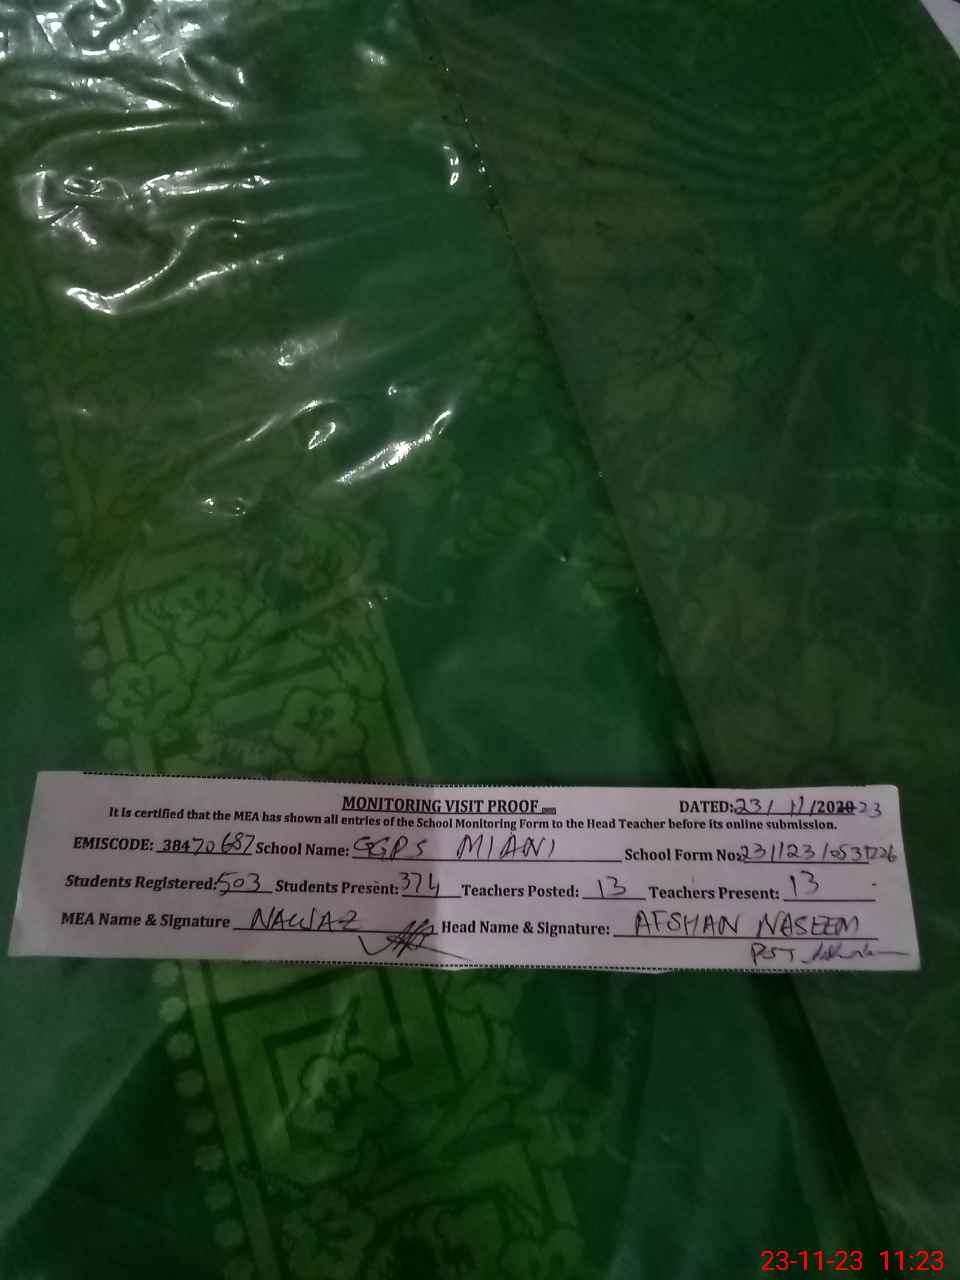 MONITORING VISIT PROOF DATED: 23/11/2020 23
It is certified that the MEA has shown all entries of the School Monitoring Form to the Head Teacher before its online submission.
EMISCODE: 38470687 School Name: GGPS MIANI School Form No: 231123/0531226
Students Registered: 503 Students Present: 374 Teachers Posted: 13 Teachers Present: 13
MEA Name & Signature NAWAZ Head Name & Signature: AFSHAN NASEEM
PST
23-11-23 11:23